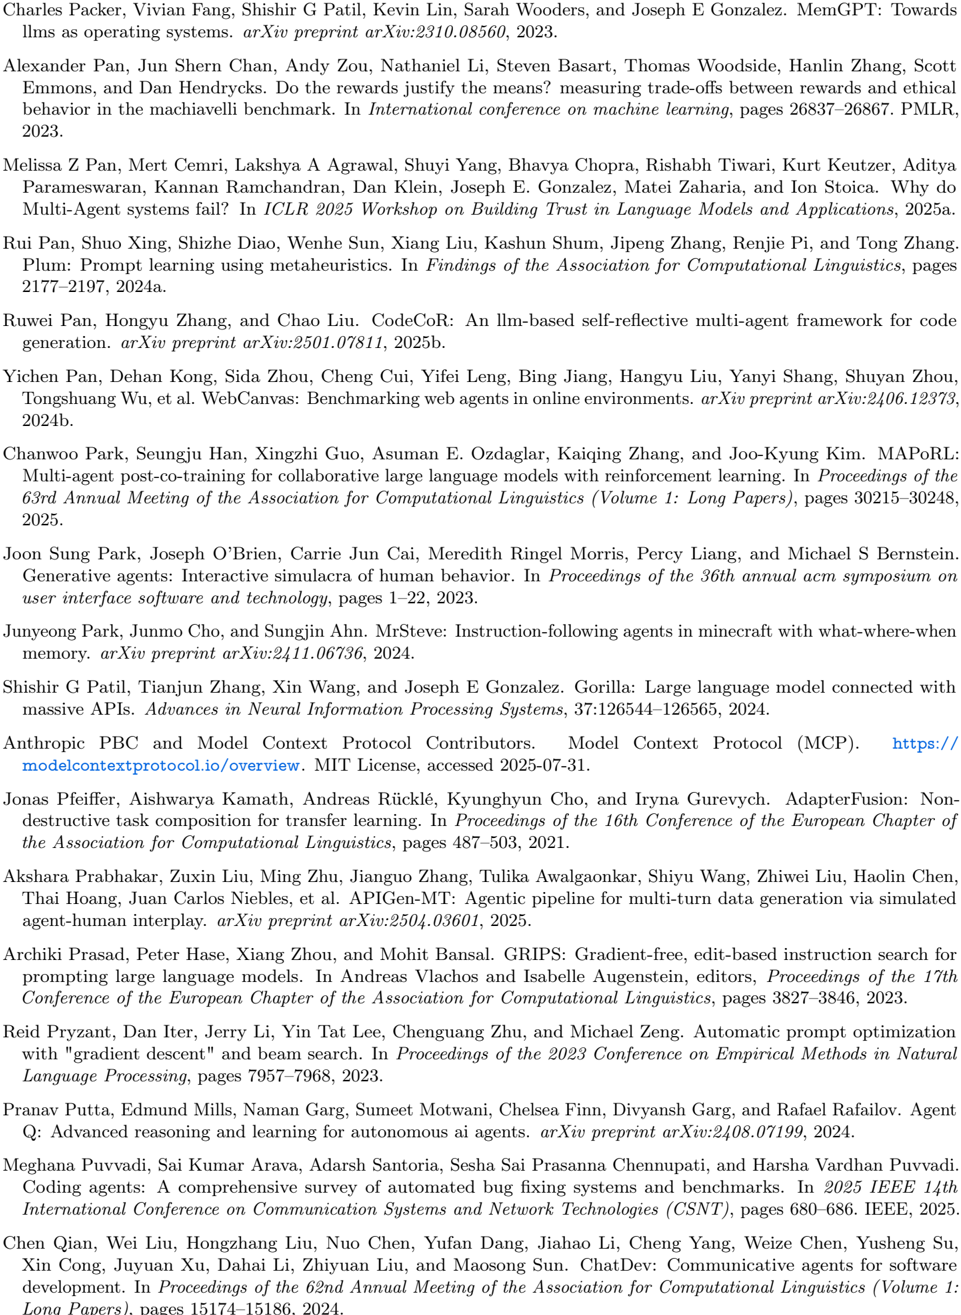 Charles Packer, Vivian Fang, Shishir G Patil, Kevin Lin, Sarah Wooders, and Joseph E Gonzalez. MemGPT: Towards
llms as operating systems. arXiv preprint arXiv:2310.08560, 2023.
Alexander Pan, Jun Shern Chan, Andy Zou, Nathaniel Li, Steven Basart, Thomas Woodside, Hanlin Zhang, Scott
Emmons, and Dan Hendrycks. Do the rewards justify the means? measuring trade-offs between rewards and ethical
behavior in the machiavelli benchmark. In International conference on machine learning, pages 26837–26867. PMLR,
2023.
Melissa Z Pan, Mert Cemri, Lakshya A Agrawal, Shuyi Yang, Bhavya Chopra, Rishabh Tiwari, Kurt Keutzer, Aditya
Parameswaran, Kannan Ramchandran, Dan Klein, Joseph E. Gonzalez, Matei Zaharia, and Ion Stoica. Why do
Multi-Agent systems fail? In ICLR 2025 Workshop on Building Trust in Language Models and Applications, 2025a.
Rui Pan, Shuo Xing, Shizhe Diao, Wenhe Sun, Xiang Liu, Kashun Shum, Jipeng Zhang, Renjie Pi, and Tong Zhang.
Plum: Prompt learning using metaheuristics. In Findings of the Association for Computational Linguistics, pages
2177–2197, 2024a.
Ruwei Pan, Hongyu Zhang, and Chao Liu. CodeCoR: An llm-based self-reflective multi-agent framework for code
generation. arXiv preprint arXiv:2501.07811, 2025b.
Yichen Pan, Dehan Kong, Sida Zhou, Cheng Cui, Yifei Leng, Bing Jiang, Hangyu Liu, Yanyi Shang, Shuyan Zhou,
Tongshuang Wu, et al. WebCanvas: Benchmarking web agents in online environments. arXiv preprint arXiv:2406.12373,
2024b.
Chanwoo Park, Seungju Han, Xingzhi Guo, Asuman E. Ozdaglar, Kaiqing Zhang, and Joo-Kyung Kim. MAPoRL:
Multi-agent post-co-training for collaborative large language models with reinforcement learning. In Proceedings of the
63rd Annual Meeting of the Association for Computational Linguistics (Volume 1: Long Papers), pages 30215–30248,
2025.
Joon Sung Park, Joseph O'Brien, Carrie Jun Cai, Meredith Ringel Morris, Percy Liang, and Michael S Bernstein.
Generative agents: Interactive simulacra of human behavior. In Proceedings of the 36th annual acm symposium on
user interface software and technology, pages 1–22, 2023.
Junyeong Park, Junmo Cho, and Sungjin Ahn. MrSteve: Instruction-following agents in minecraft with what-where-when
memory. arXiv preprint arXiv:2411.06736, 2024.
Shishir G Patil, Tianjun Zhang, Xin Wang, and Joseph E Gonzalez. Gorilla: Large language model connected with
massive APIs. Advances in Neural Information Processing Systems, 37:126544–126565, 2024.
Anthropic PBC and Model Context Protocol Contributors. Model Context Protocol (MCP). https://
modelcontextprotocol.io/overview. MIT License, accessed 2025-07-31.
Jonas Pfeiffer, Aishwarya Kamath, Andreas Rücklé, Kyunghyun Cho, and Iryna Gurevych. AdapterFusion: Non-
destructive task composition for transfer learning. In Proceedings of the 16th Conference of the European Chapter of
the Association for Computational Linguistics, pages 487–503, 2021.
Akshara Prabhakar, Zuxin Liu, Ming Zhu, Jianguo Zhang, Tulika Awalgaonkar, Shiyu Wang, Zhiwei Liu, Haolin Chen,
Thai Hoang, Juan Carlos Niebles, et al. APIGen-MT: Agentic pipeline for multi-turn data generation via simulated
agent-human interplay. arXiv preprint arXiv:2504.03601, 2025.
Archiki Prasad, Peter Hase, Xiang Zhou, and Mohit Bansal. GRIPS: Gradient-free, edit-based instruction search for
prompting large language models. In Andreas Vlachos and Isabelle Augenstein, editors, Proceedings of the 17th
Conference of the European Chapter of the Association for Computational Linguistics, pages 3827–3846, 2023.
Reid Pryzant, Dan Iter, Jerry Li, Yin Tat Lee, Chenguang Zhu, and Michael Zeng. Automatic prompt optimization
with "gradient descent" and beam search. In Proceedings of the 2023 Conference on Empirical Methods in Natural
Language Processing, pages 7957–7968, 2023.
Pranav Putta, Edmund Mills, Naman Garg, Sumeet Motwani, Chelsea Finn, Divyansh Garg, and Rafael Rafailov. Agent
Q: Advanced reasoning and learning for autonomous ai agents. arXiv preprint arXiv:2408.07199, 2024.
Meghana Puvvadi, Sai Kumar Arava, Adarsh Santoria, Sesha Sai Prasanna Chennupati, and Harsha Vardhan Puvvadi.
Coding agents: A comprehensive survey of automated bug fixing systems and benchmarks. In 2025 IEEE 14th
International Conference on Communication Systems and Network Technologies (CSNT), pages 680–686. IEEE, 2025.
Chen Qian, Wei Liu, Hongzhang Liu, Nuo Chen, Yufan Dang, Jiahao Li, Cheng Yang, Weize Chen, Yusheng Su,
Xin Cong, Juyuan Xu, Dahai Li, Zhiyuan Liu, and Maosong Sun. ChatDev: Communicative agents for software
development. In Proceedings of the 62nd Annual Meeting of the Association for Computational Linguistics (Volume 1:
Long Papers), pages 15174–15186, 2024.